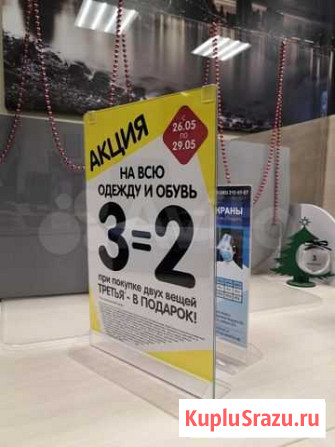 АКЦИЯ
с
26.05
по
29.05
НА ВСЮ
ОДЕЖДУ И ОБУВЬ
3=2
при покупке двух вещей
ТРЕТЬЯ - В ПОДАРОК!
КРАНЫ
3
KupluSrazu.ru